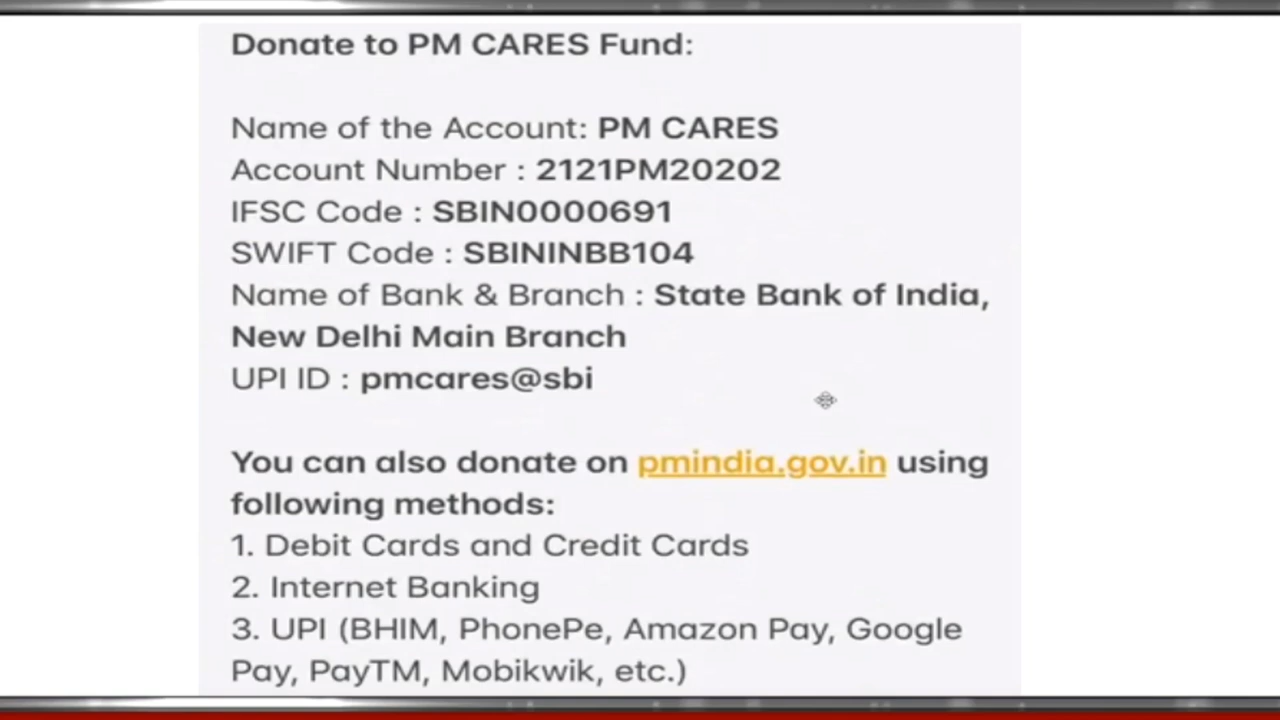 Donate to PM CARES Fund:
Name of the Account: PM CARES
Account Number : 2121PM20202
IFSC Code : SBIN0000691
SWIFT Code : SBININBB104
Name of Bank & Branch : State Bank of India,
New Delhi Main Branch
UPI ID : pmcares@sbi
You can also donate on pmindia.gov.in using
following methods:
1. Debit Cards and Credit Cards
2. Internet Banking
3. UPI (BHIM, PhonePe, Amazon Pay, Google
Pay, PayTM, Mobikwik, etc.)